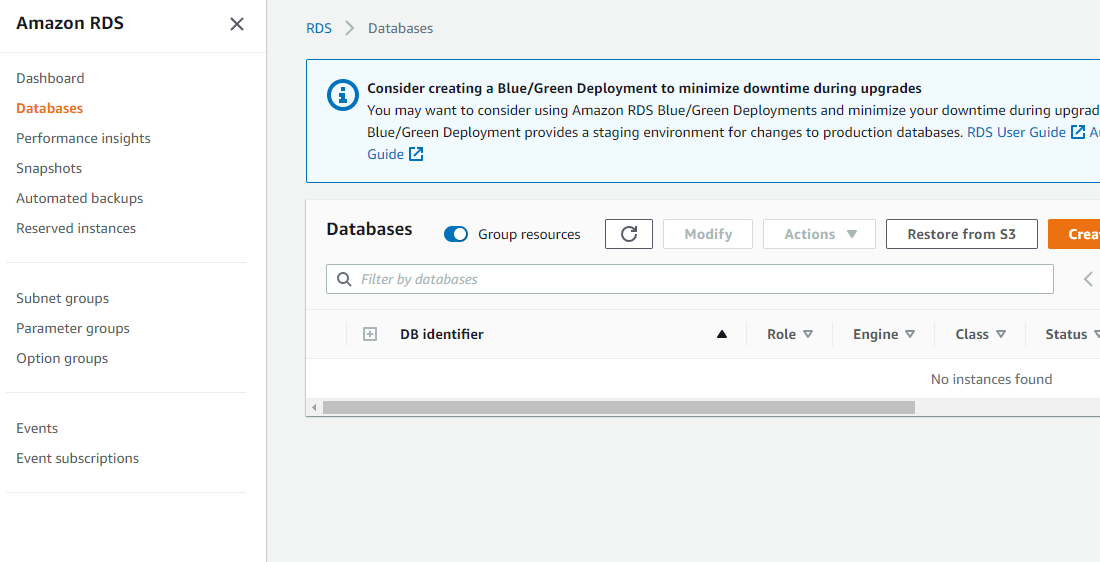 Amazon RDS
Dashboard
Databases
Performance insights
Snapshots
Automated backups
Reserved instances
Subnet groups
Parameter groups
Option groups
Events
Event subscriptions
RDS Databases
Consider creating a Blue/Green Deployment to minimize downtime during upgrades
You may want to consider using Amazon RDS Blue/Green Deployments and minimize your downtime during upgrad
Blue/Green Deployment provides a staging environment for changes to production databases. RDS User Guide
Guide
Databases Group resources Modify Actions Restore from S3 Crea
Filter by databases
DB identifier Role Engine Class Status
No instances found